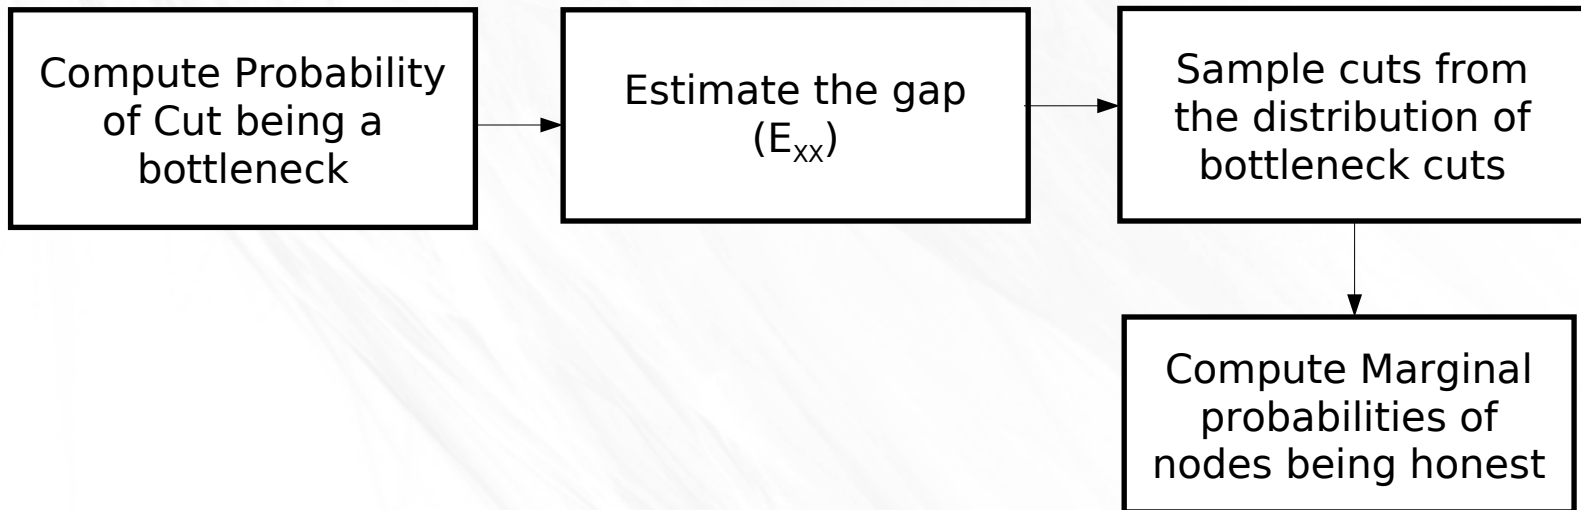 Compute Probability
of Cut being a
bottleneck
Estimate the gap
(E_XX)
Sample cuts from
the distribution of
bottleneck cuts
Compute Marginal
probabilities of
nodes being honest